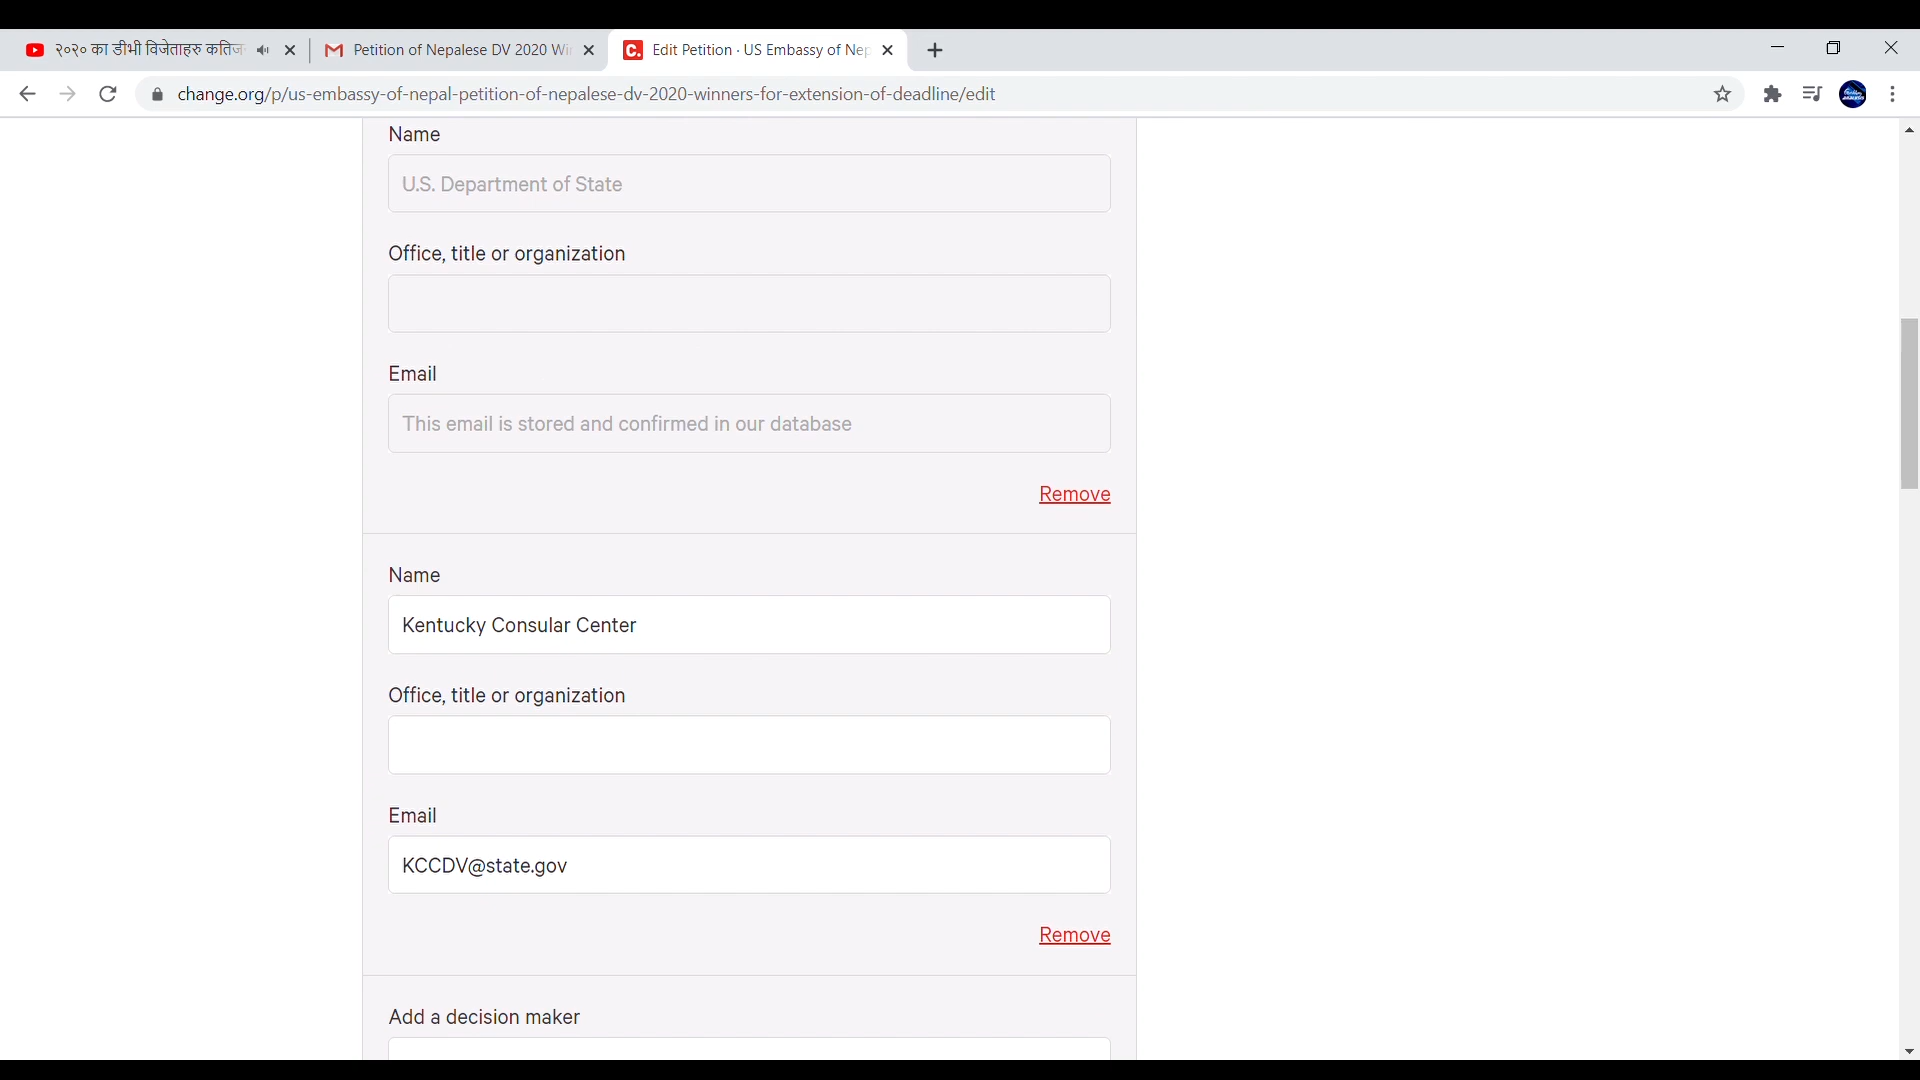 २०२० का डीभी विजेताहरु कतिज
Petition of Nepalese DV 2020 Wi
Edit Petition · US Embassy of Nep
change.org/p/us-embassy-of-nepal-petition-of-nepalese-dv-2020-winners-for-extension-of-deadline/edit
Name
U.S. Department of State
Office, title or organization
Email
This email is stored and confirmed in our database
Remove
Name
Kentucky Consular Center
Office, title or organization
Email
KCCDV@state.gov
Remove
Add a decision maker